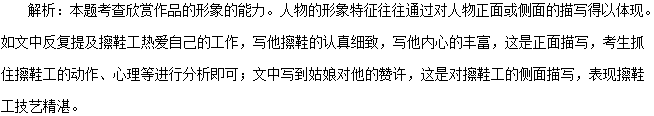 解析：本题考查欣赏作品的形象的能力。人物的形象特征往往通过对人物正面或侧面的描写得以体现。
如文中反复提及擦鞋工热爱自己的工作，写他擦鞋的认真细致，写他内心的丰富，这是正面描写，考生抓
住擦鞋工的动作、心理等进行分析即可；文中写到姑娘对他的赞许，这是对擦鞋工的侧面描写，表现擦鞋
工技艺精湛。